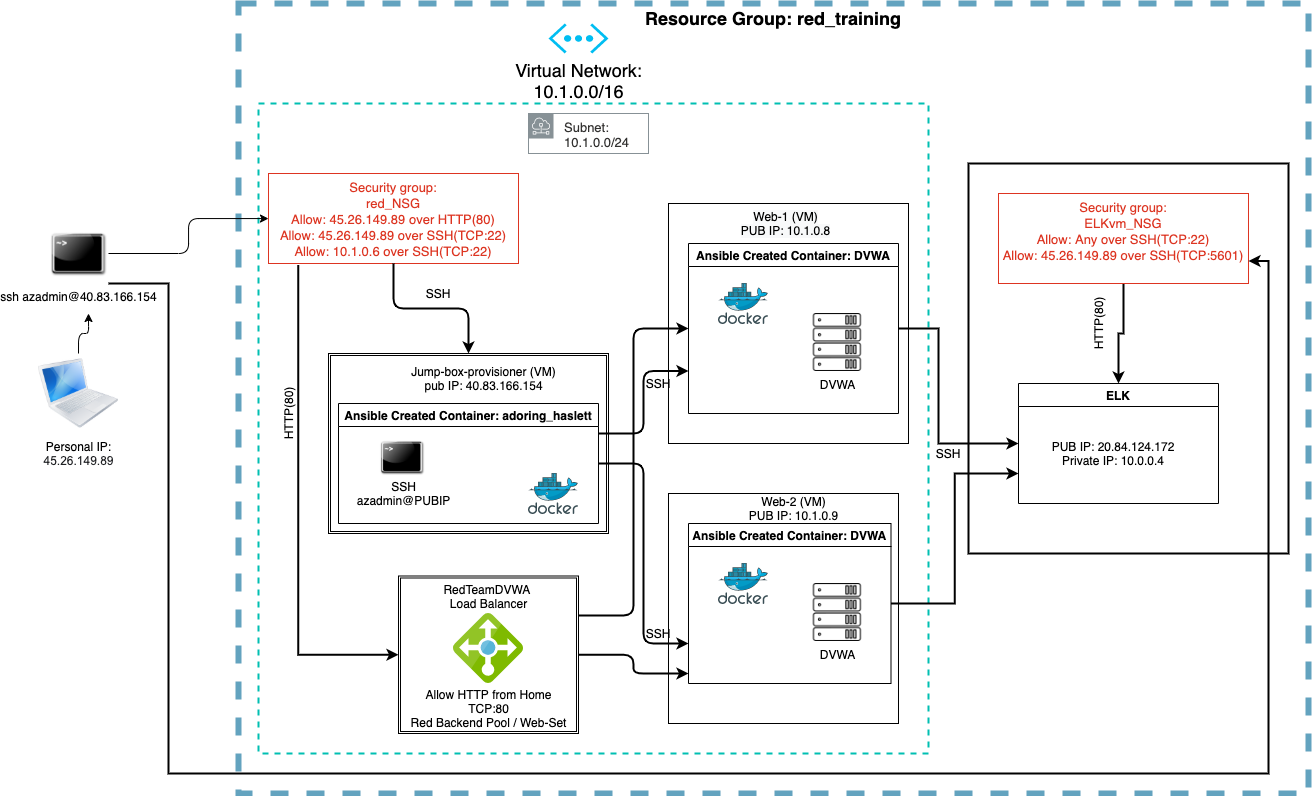 Resource Group: red_training
Virtual Network:
10.1.0.0/16
Subnet:
10.1.0.0/24
Security group:
red_NSG
Allow: 45.26.149.89 over HTTP(80)
Allow: 45.26.149.89 over SSH(TCP:22)
Allow: 10.1.0.6 over SSH(TCP:22)
ssh azadmin@40.83.166.154
Personal IP:
45.26.149.89
SSH
HTTP(80)
Jump-box-provisioner (VM)
pub IP: 40.83.166.154
Ansible Created Container: adoring_haslett
SSH
azadmin@PUBIP
docker
RedTeamDVWA
Load Balancer
Allow HTTP from Home
TCP:80
Red Backend Pool / Web-Set
SSH
SSH
Web-1 (VM)
PUB IP: 10.1.0.8
Ansible Created Container: DVWA
docker
DVWA
Web-2 (VM)
PUB IP: 10.1.0.9
Ansible Created Container: DVWA
docker
DVWA
SSH
Security group:
ELKvm_NSG
Allow: Any over SSH(TCP:22)
Allow: 45.26.149.89 over SSH(TCP:5601)
HTTP(80)
ELK
PUB IP: 20.84.124.172
Private IP: 10.0.0.4